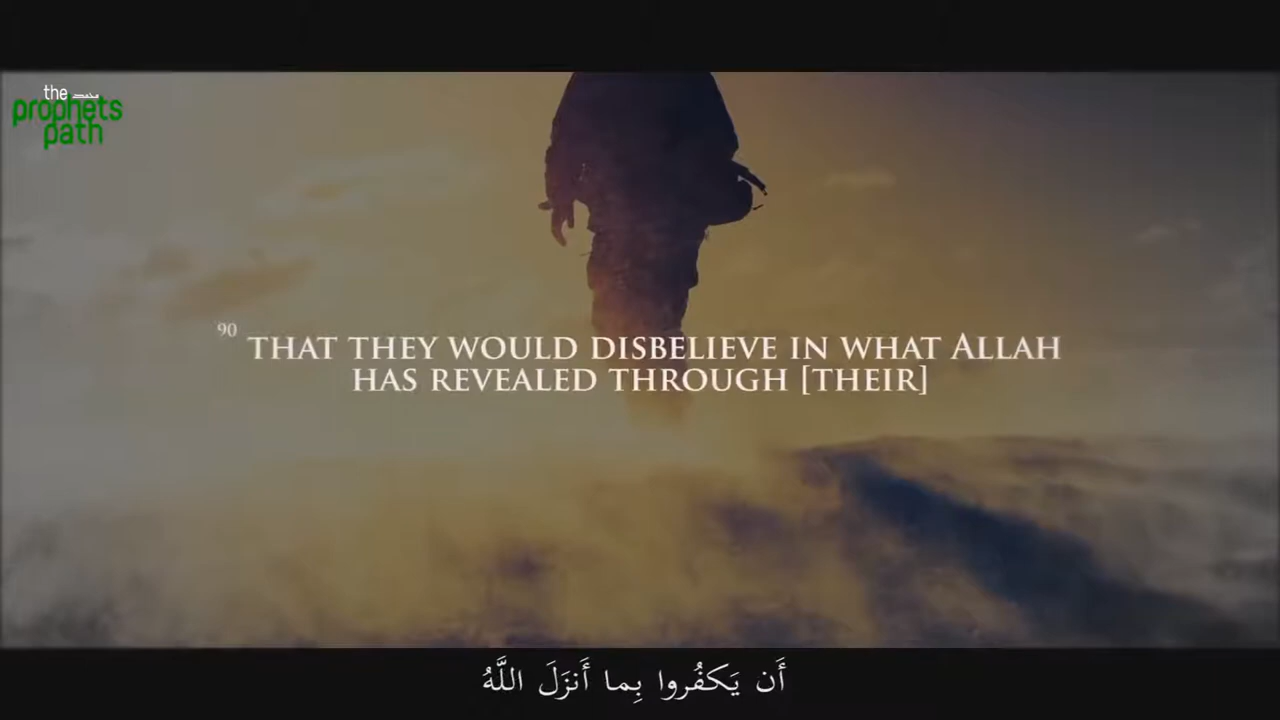 the
prophets
path
90 THAT THEY WOULD DISBELIEVE IN WHAT ALLAH
HAS REVEALED THROUGH [THEIR]
أَن يَكفُروا بِما أَنزَلَ اللَّهُ